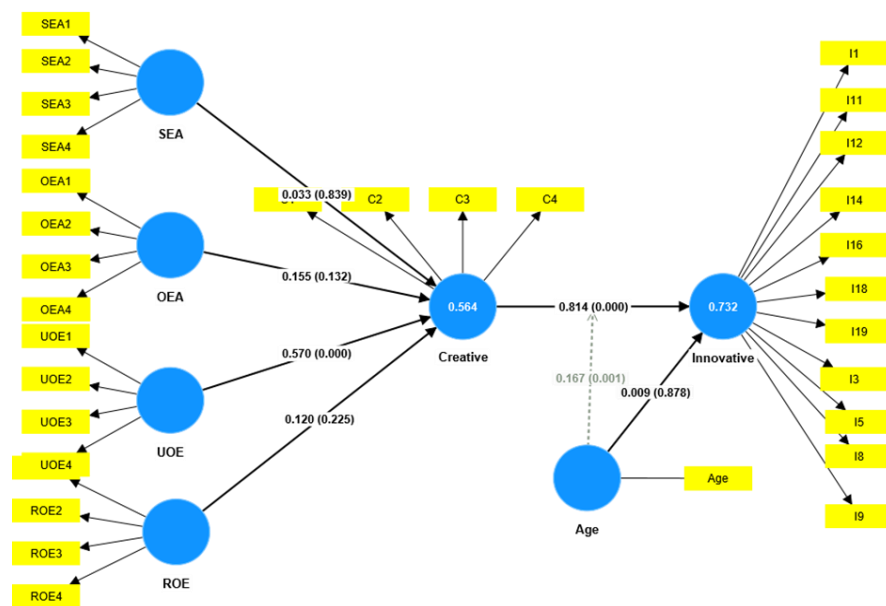 SEA1
SEA2
SEA3
SEA4
SEA
OEA1
OEA2
OEA3
OEA4
OEA
UOE1
UOE2
UOE3
UOE4
UOE
ROE2
ROE3
ROE4
ROE
0.033 (0.839)
0.155 (0.132)
0.570 (0.000)
0.120 (0.225)
C2
C3
C4
0.564
Creative
0.814 (0.000)
0.167 (0.001)
0.009 (0.878)
0.732
Innovative
Age
Age
I1
I11
I12
I14
I16
I18
I19
I3
I5
I8
I9